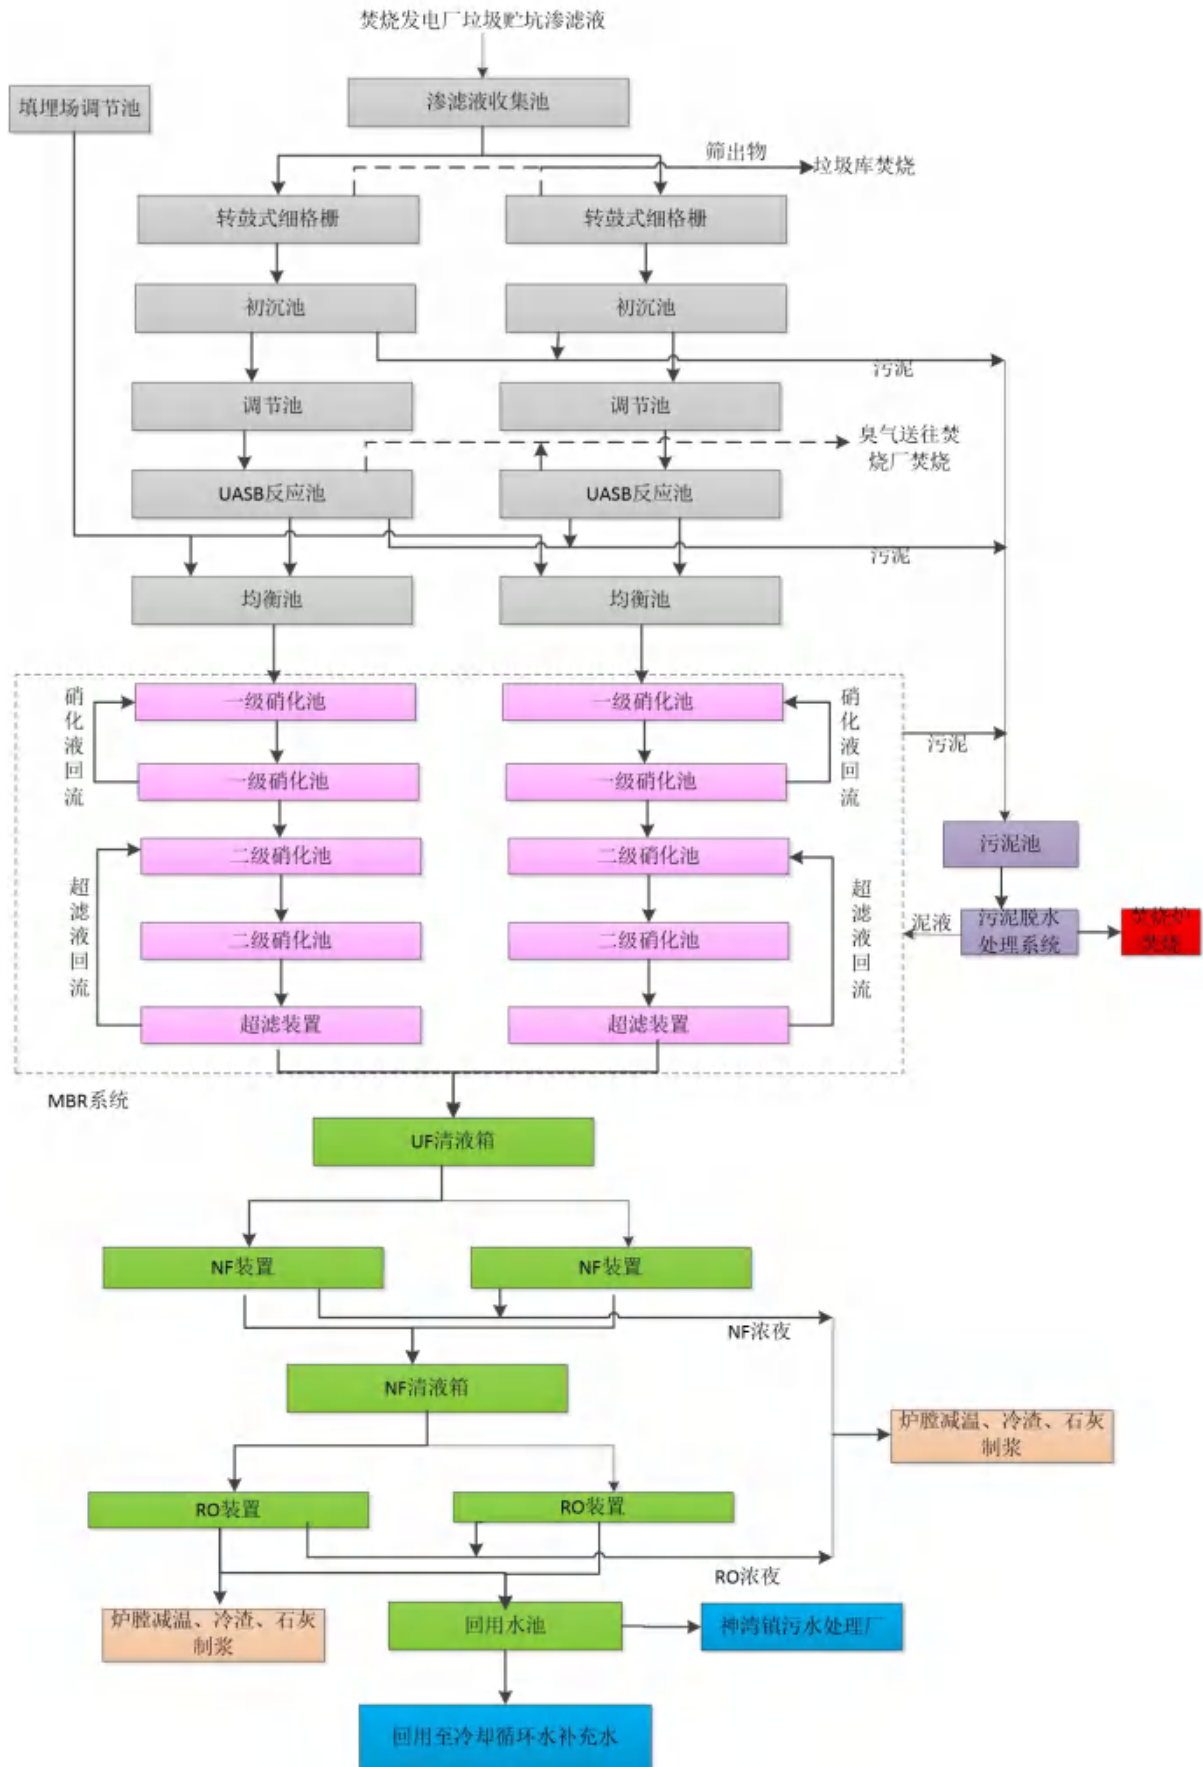 焚烧发电厂垃圾贮坑渗滤液
填埋场调节池
渗滤液收集池
筛出物
垃圾库焚烧
转鼓式细格栅
转鼓式细格栅
初沉池
初沉池
污泥
调节池
调节池
臭气送往焚
烧厂焚烧
UASB反应池
UASB反应池
污泥
均衡池
均衡池
硝化液回流
一级硝化池
一级硝化池
硝化液回流
污泥
一级硝化池
一级硝化池
二级硝化池
二级硝化池
污泥池
超滤液回流
超滤液回流
二级硝化池
二级硝化池
泥液
污泥脱水
处理系统
焚烧炉
焚烧
超滤装置
超滤装置
MBR系统
UF清液箱
NF装置
NF装置
NF浓夜
NF清液箱
炉膛减温、冷渣、石灰
制浆
RO装置
RO装置
RO浓夜
炉膛减温、冷渣、石灰
制浆
回用水池
神湾镇污水处理厂
回用至冷却循环水补充水